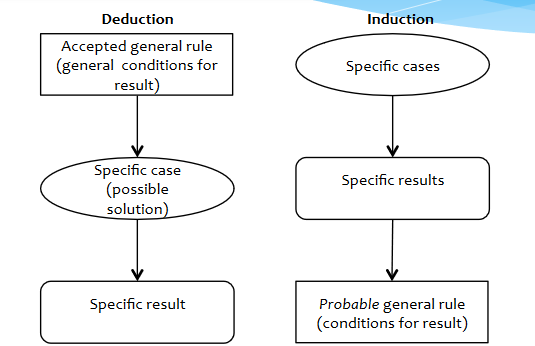 Deduction
Accepted general rule
(general conditions for
result)
Specific case
(possible
solution)
Specific result
Induction
Specific cases
Specific results
Probable general rule
(conditions for result)